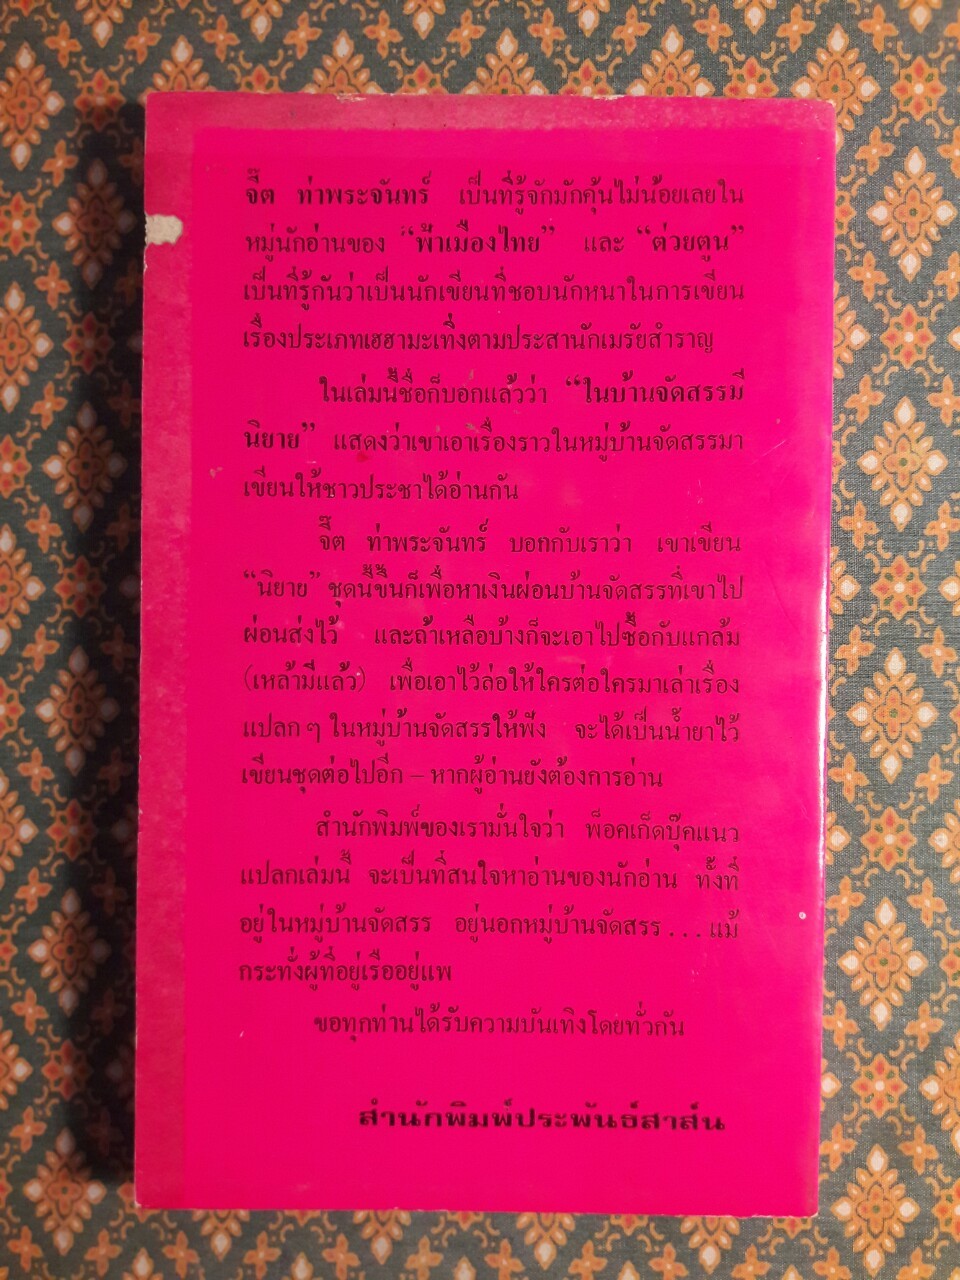 จี๊ด ท่าพระจันทร์ เป็นที่รู้จักมักคุ้นไม่น้อยเลยใน
หมู่นักอ่านของ “ฟ้าเมืองไทย” และ “ต่วยตูน”
เป็นที่รู้กันว่าเป็นนักเขียนที่ชอบนักหนาในการเขียน
เรื่องประเภทเฮฮามะเทิ่งตามประสานักเมรัยสำราญ
ในเล่มนี้ชื่อก็บอกแล้วว่า “ในบ้านจัดสรรมี
นิยาย” แสดงว่าเขาเอาเรื่องราวในหมู่บ้านจัดสรรมา
เขียนให้ชาวประชาได้อ่านกัน
จี๊ด ท่าพระจันทร์ บอกกับเราว่า เขาเขียน
“นิยาย” ชุดนี้ขึ้นก็เพื่อหาเงินผ่อนบ้านจัดสรรที่เขาไป
ผ่อนส่งไว้ และถ้าเหลือบ้างก็จะเอาไปซื้อกับแกล้ม
(เหล้ามีแล้ว) เพื่อเอาไว้ล่อให้ใครต่อใครมาเล่าเรื่อง
แปลก ๆ ในหมู่บ้านจัดสรรให้ฟัง จะได้เป็นน้ำยาไว้
เขียนชุดต่อไปอีก – หากผู้อ่านยังต้องการอ่าน
สำนักพิมพ์ของเรามั่นใจว่า พ็อคเก็ดบุ๊คแนว
แปลกเล่มนี้ จะเป็นที่สนใจหาอ่านของนักอ่าน ทั้งที่
อยู่ในหมู่บ้านจัดสรร อยู่นอกหมู่บ้านจัดสรร . . . แม้
กระทั่งผู้ที่อยู่เรืออยู่แพ
ขอทุกท่านได้รับความบันเทิงโดยทั่วกัน
สำนักพิมพ์ประพันธ์สาส์น